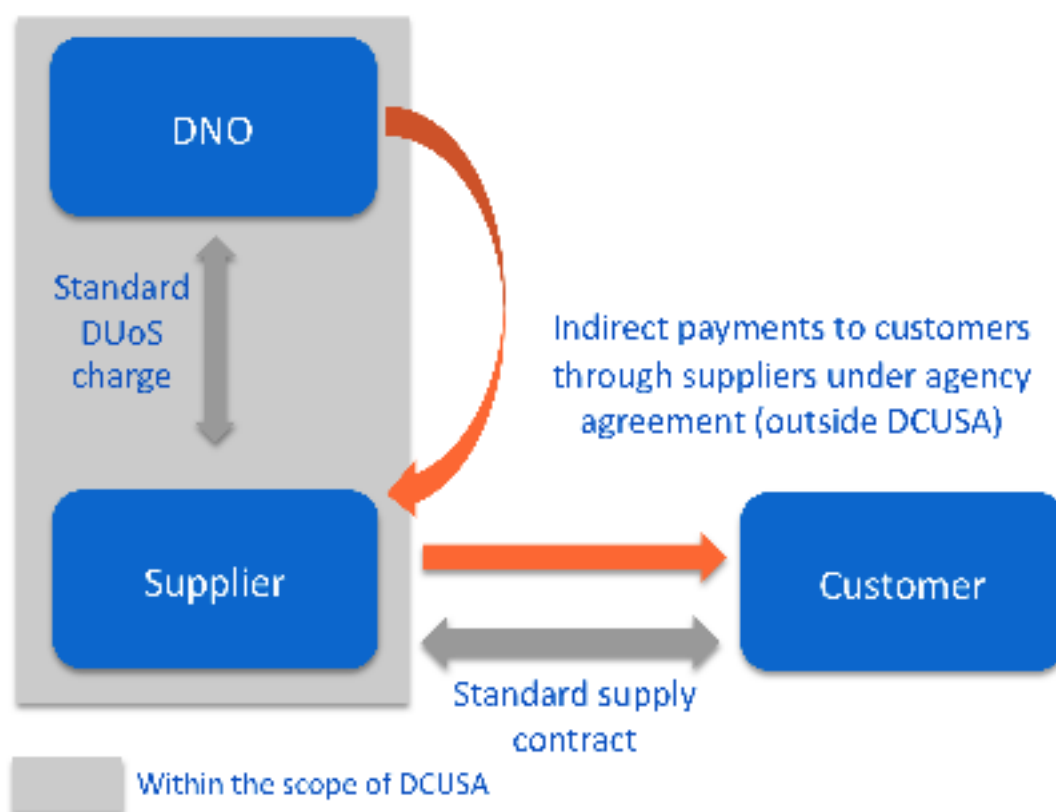 DNO
Standard
DUoS
charge
Indirect payments to customers
through suppliers under agency
agreement (outside DCUSA)
Supplier
Customer
Standard supply
contract
Within the scope of DCUSA